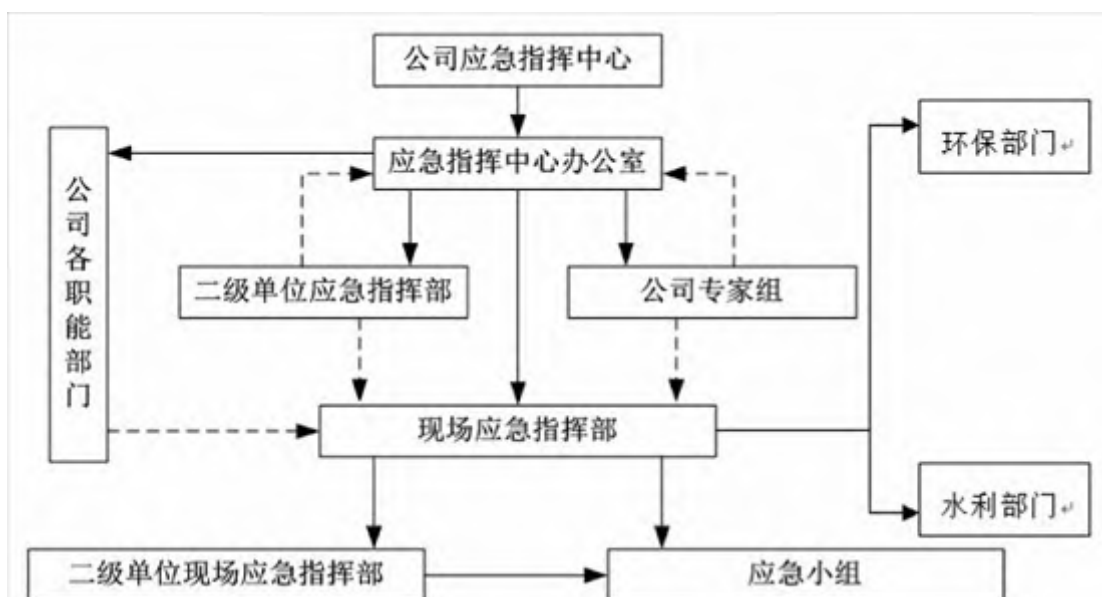 公司应急指挥中心
环保部门
应急指挥中心办公室
公司各职能部门
二级单位应急指挥部
公司专家组
现场应急指挥部
水利部门
二级单位现场应急指挥部
应急小组